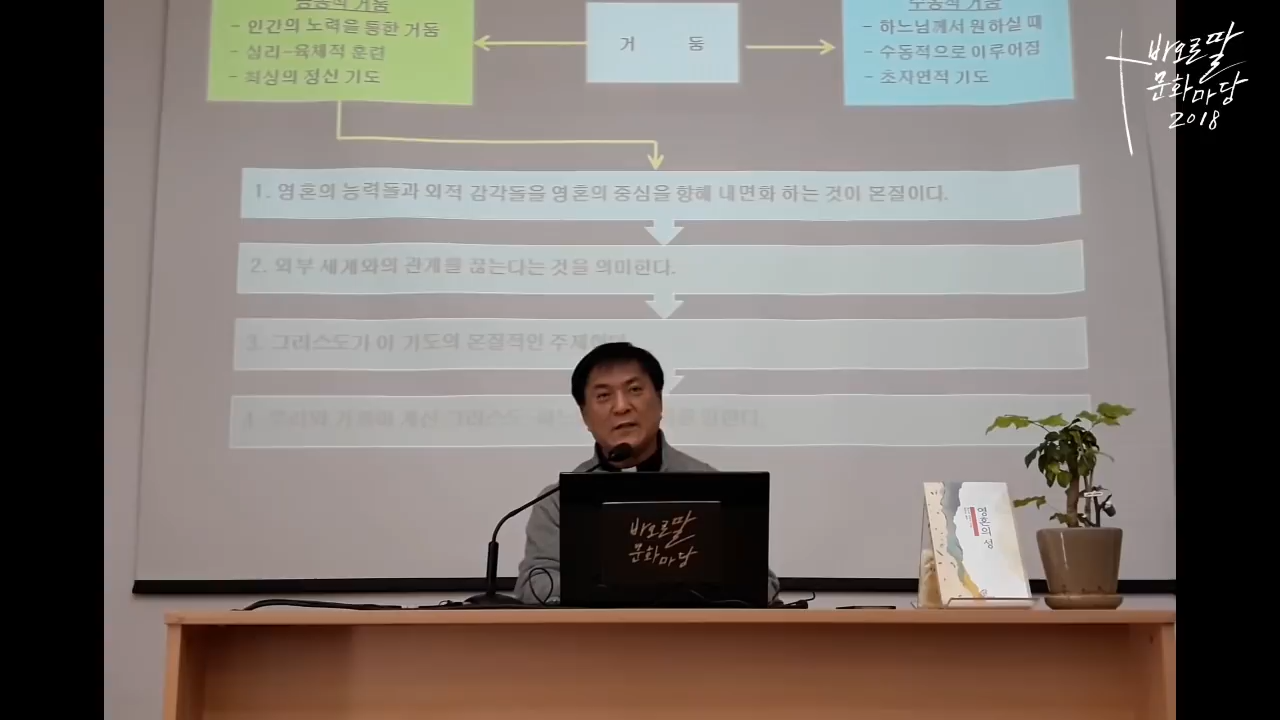 능동적 거둠
- 인간의 노력을 통한 거둠
- 심리-육체적 훈련
- 최상의 정신 기도
거 둠
수동적 거둠
- 하느님께서 원하실 때
- 수동적으로 이루어짐
- 초자연적 기도
바오로딸
문화마당
2018
1. 영혼의 능력들과 외적 감각들을 영혼의 중심을 향해 내면화 하는 것이 본질이다.
2. 외부 세계와의 관계를 끊는다는 것을 의미한다.
3. 그리스도가 이 기도의 본질적인
바오로딸
문화마당
영혼의 성